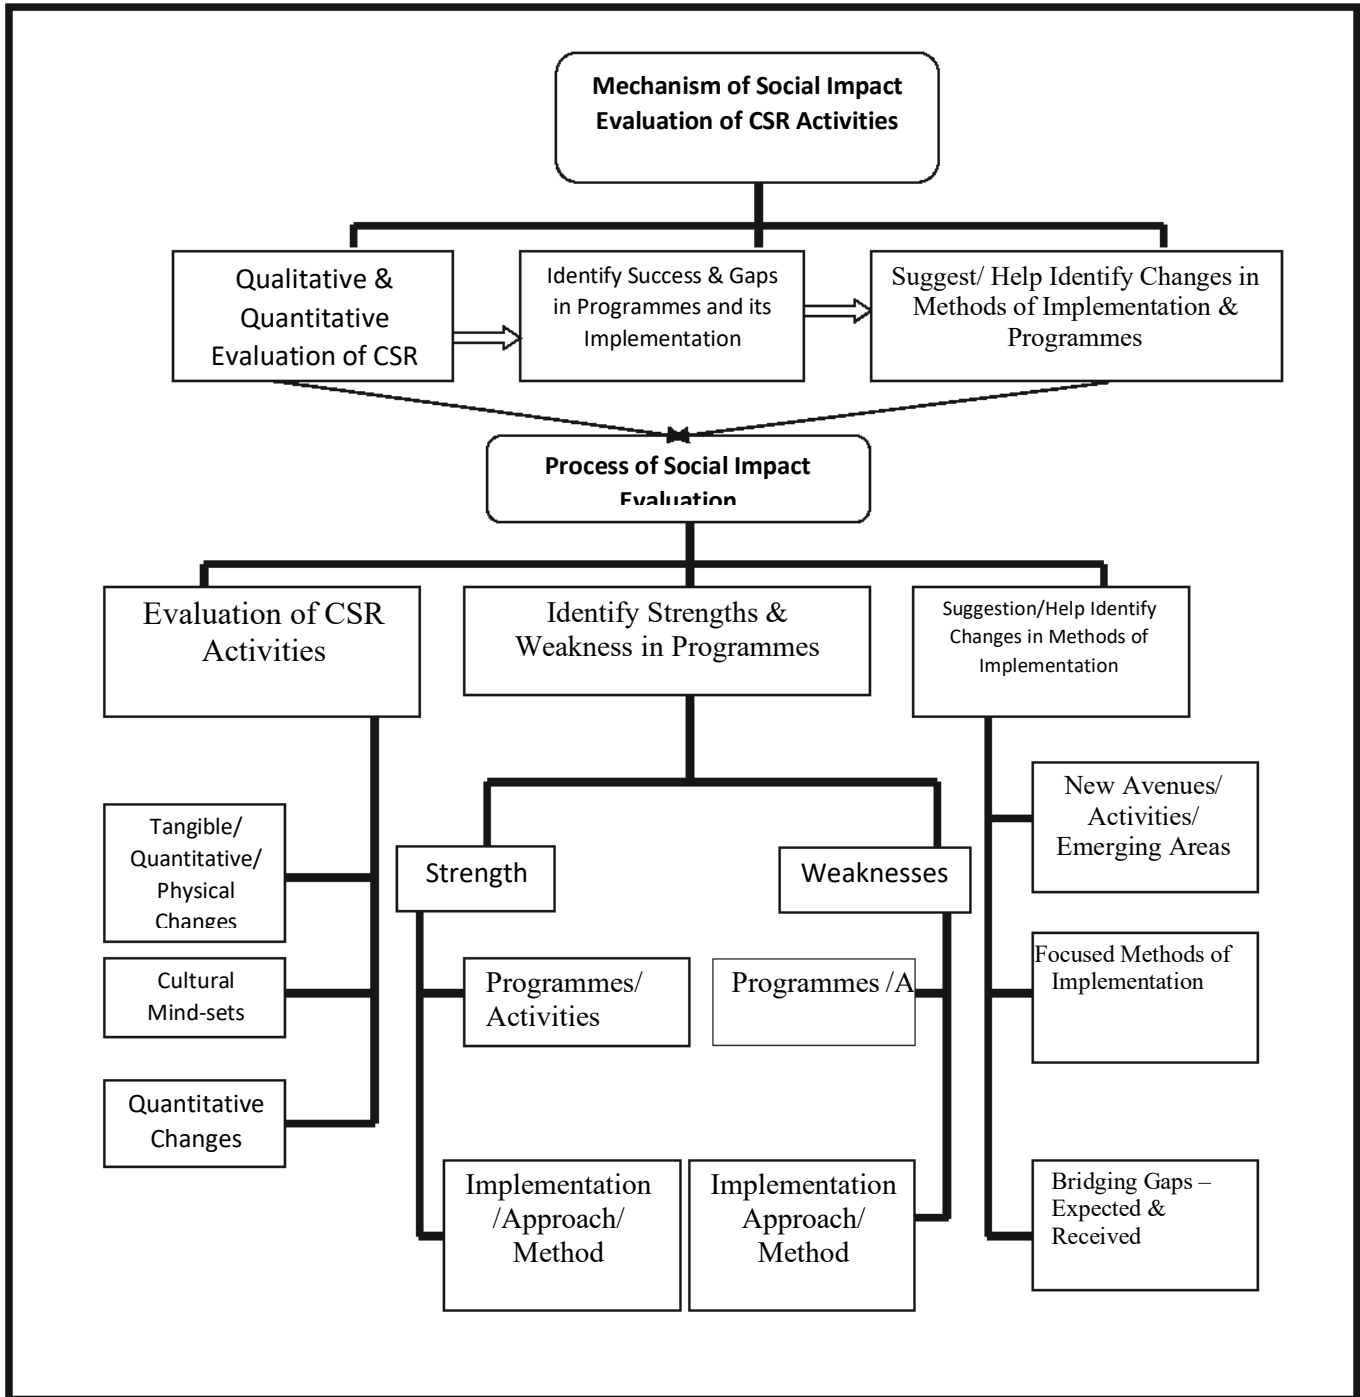 Mechanism of Social Impact
Evaluation of CSR Activities
Qualitative &
Quantitative
Evaluation of CSR
Identify Success & Gaps
in Programmes and its
Implementation
Suggest/ Help Identify Changes in
Methods of Implementation &
Programmes
Process of Social Impact
Evaluation
Evaluation of CSR
Activities
Identify Strengths &
Weakness in Programmes
Suggestion/Help Identify
Changes in Methods of
Implementation
Tangible/
Quantitative/
Physical
Changes
Cultural
Mind-sets
Quantitative
Changes
Strength
Programmes/
Activities
Implementation
/Approach/
Method
Weaknesses
Programmes /A
Implementation
Approach/
Method
New Avenues/
Activities/
Emerging Areas
Focused Methods of
Implementation
Bridging Gaps –
Expected &
Received